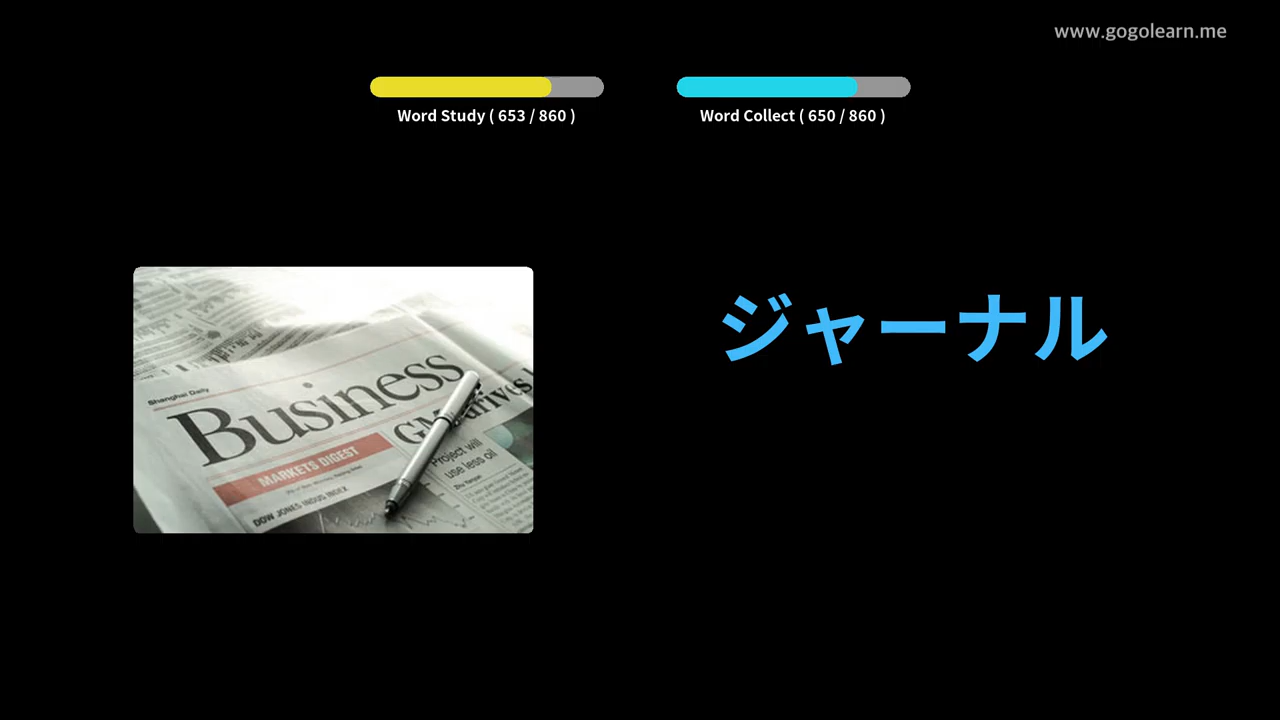 www.gogolearn.me
Word Study ( 653 / 860 )
Word Collect ( 650 / 860 )
ジャーナル
Shanghai Daily
Business
MARKETS DIGEST
DOW JONES INDUS INDEX
GM drives
Project will
use less oil